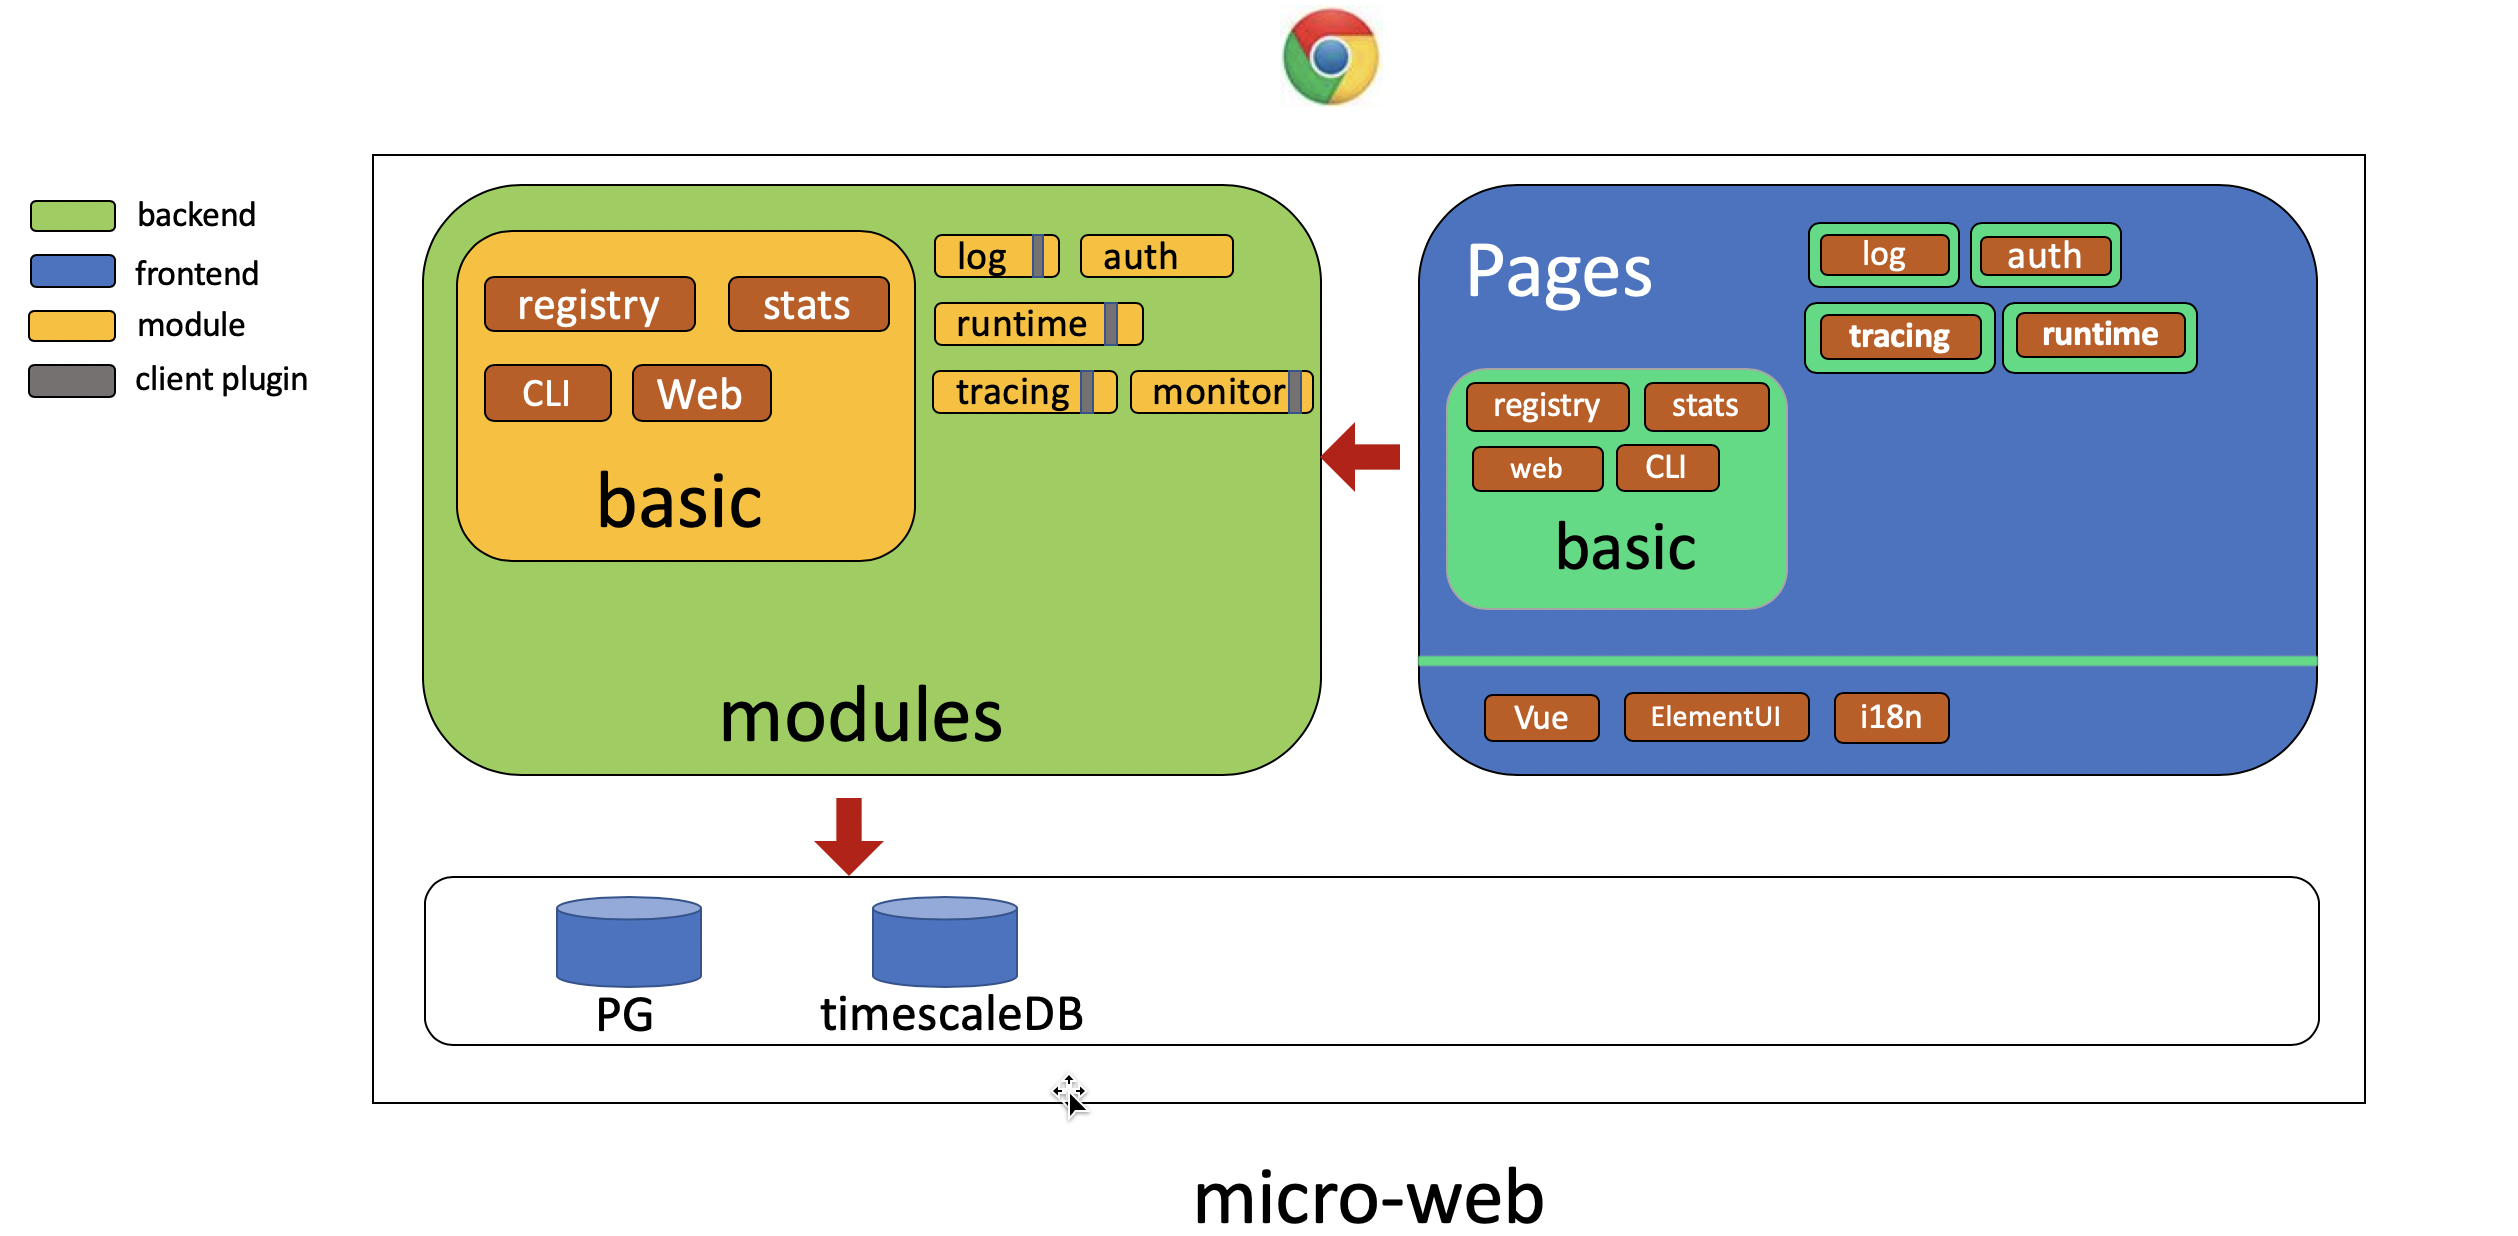 backend
frontend
module
client plugin
registry
stats
CLI
Web
basic
log
auth
runtime
tracing
monitor
modules
Pages
log
auth
tracing
runtime
registry
stats
web
CLI
basic
Vue
ElementUI
i18n
PG
timescaleDB
micro-web